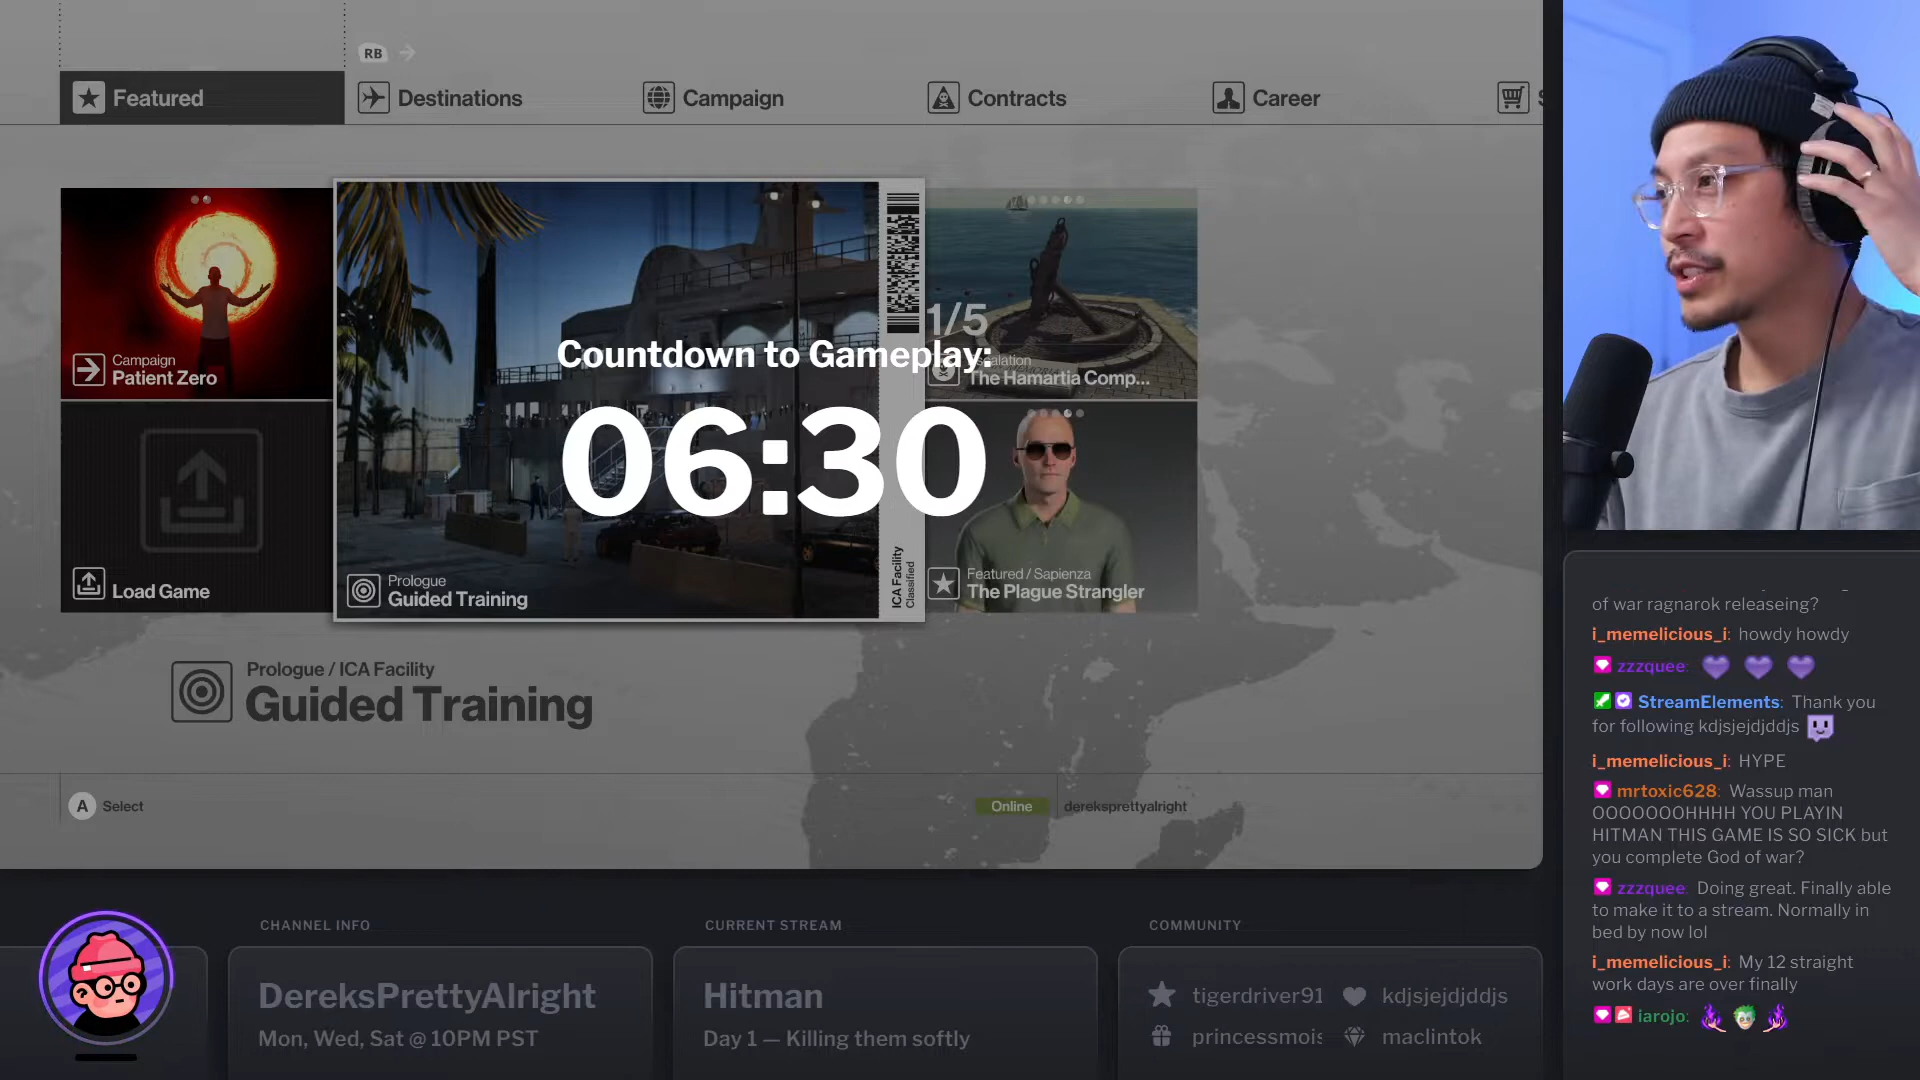 RB
Featured
Destinations
Campaign
Contracts
Career
Campaign
Patient Zero
Load Game
Prologue
Guided Training
ICA Facility
Classified
1/5
The Hamartia Comp...
Featured / Sapienza
The Plague Strangler
Countdown to Gameplay:
06:30
Prologue / ICA Facility
Guided Training
A Select
Online
dereksprettyalright
CHANNEL INFO
DereksPrettyAlright
Mon, Wed, Sat @ 10PM PST
CURRENT STREAM
Hitman
Day 1 — Killing them softly
COMMUNITY
tigerdriver91
kdjsjejdjddjs
princessmois
maclintok
of war ragnarok releaseing?
i_memelicious_i: howdy howdy
zzzquee:
StreamElements: Thank you
for following kdjsjejdjddjs
i_memelicious_i: HYPE
mrtoxic628: Wassup man
OOOOOOOHHHH YOU PLAYIN
HITMAN THIS GAME IS SO SICK but
you complete God of war?
zzzquee: Doing great. Finally able
to make it to a stream. Normally in
bed by now lol
i_memelicious_i: My 12 straight
work days are over finally
iarojo: